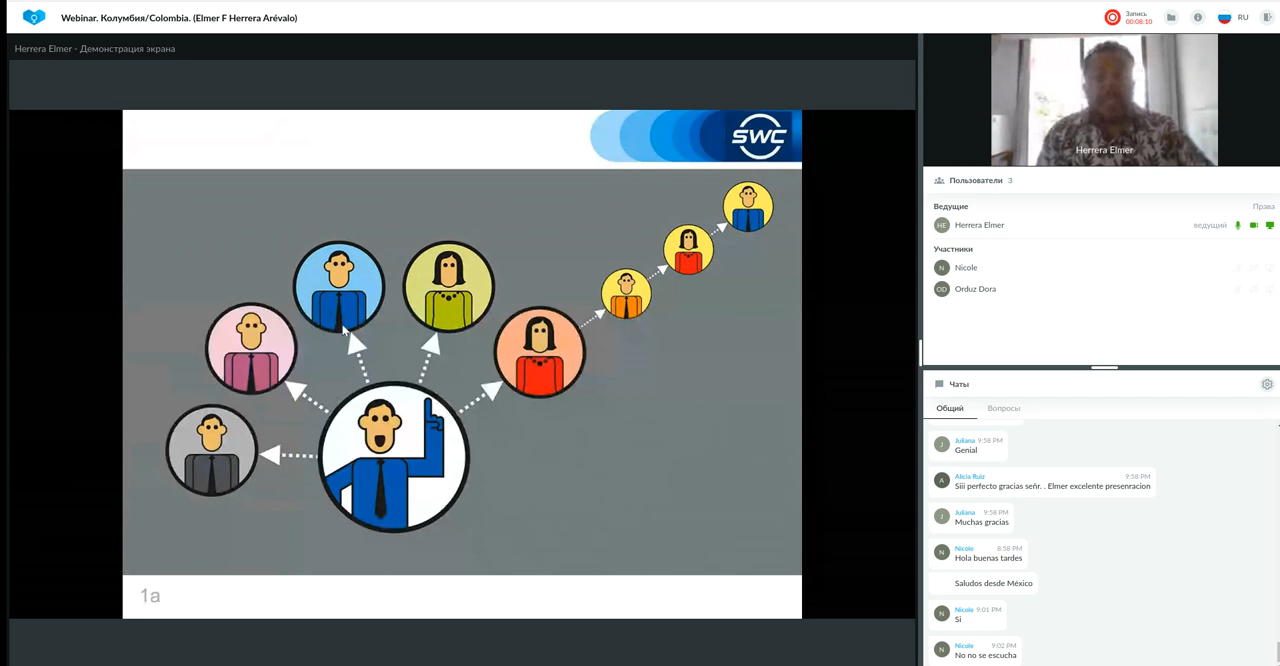 Webinar. Колумбия/Colombia. (Elmer F Herrera Arévalo)
Запись
00:08:10
RU
Herrera Elmer - Демонстрация экрана
SWC
1a
Herrera Elmer
Пользователи 3
Ведущие Права
HE Herrera Elmer ведущий
Участники
N Nicole
OD Orduz Dora
Чаты
Общий Вопросы
J Juliana 9:58 PM
Genial
A Alicia Ruiz 9:58 PM
Siii perfecto gracias señr. . Elmer excelente presenracion
J Juliana 9:58 PM
Muchas gracias
N Nicole 8:58 PM
Hola buenas tardes
Saludos desde México
N Nicole 9:01 PM
Si
N Nicole 9:02 PM
No no se escucha